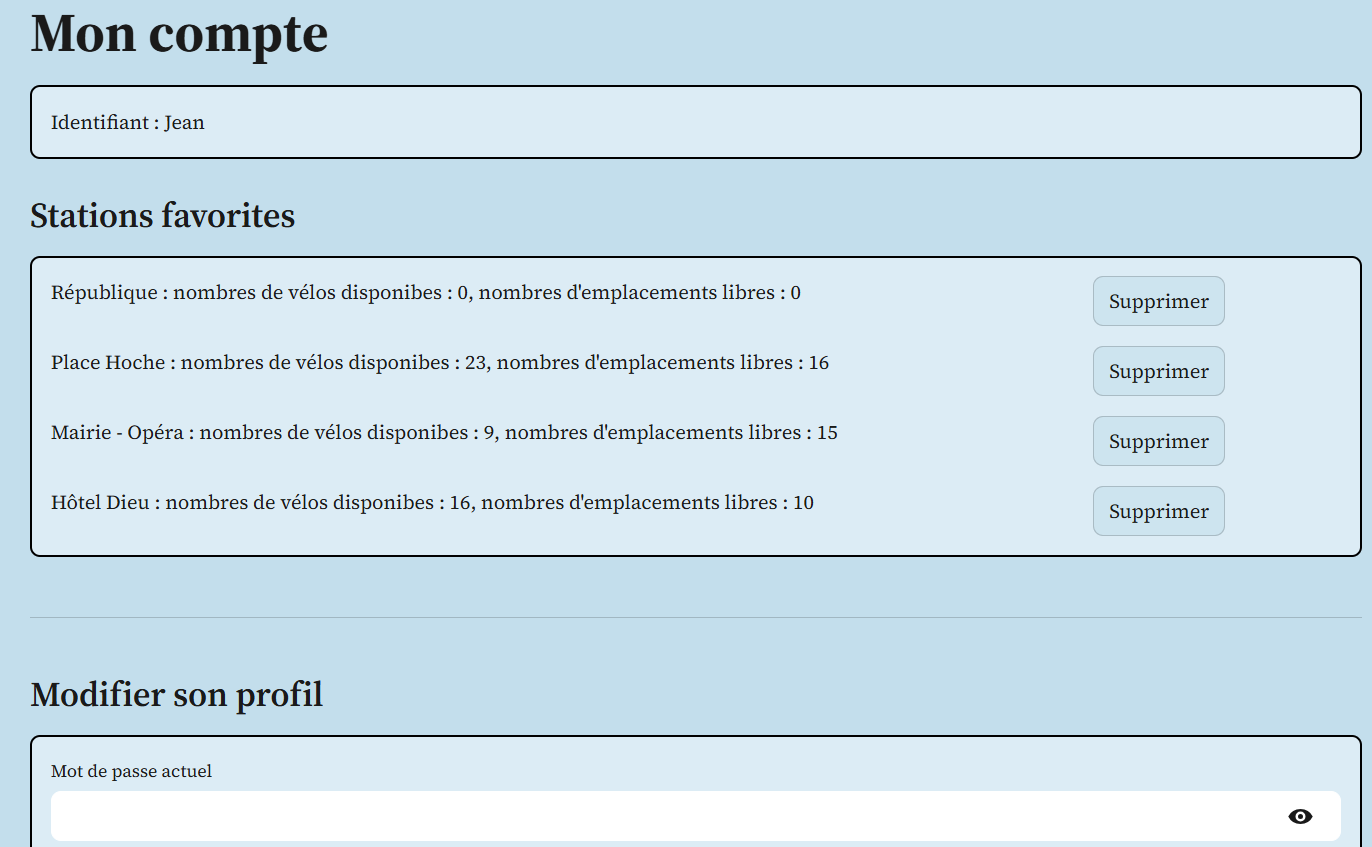 Mon compte
Identifiant : Jean
Stations favorites
République : nombres de vélos disponibes : 0, nombres d'emplacements libres : 0
Supprimer
Place Hoche : nombres de vélos disponibes : 23, nombres d'emplacements libres : 16
Supprimer
Mairie - Opéra : nombres de vélos disponibes : 9, nombres d'emplacements libres : 15
Supprimer
Hôtel Dieu : nombres de vélos disponibes : 16, nombres d'emplacements libres : 10
Supprimer
Modifier son profil
Mot de passe actuel